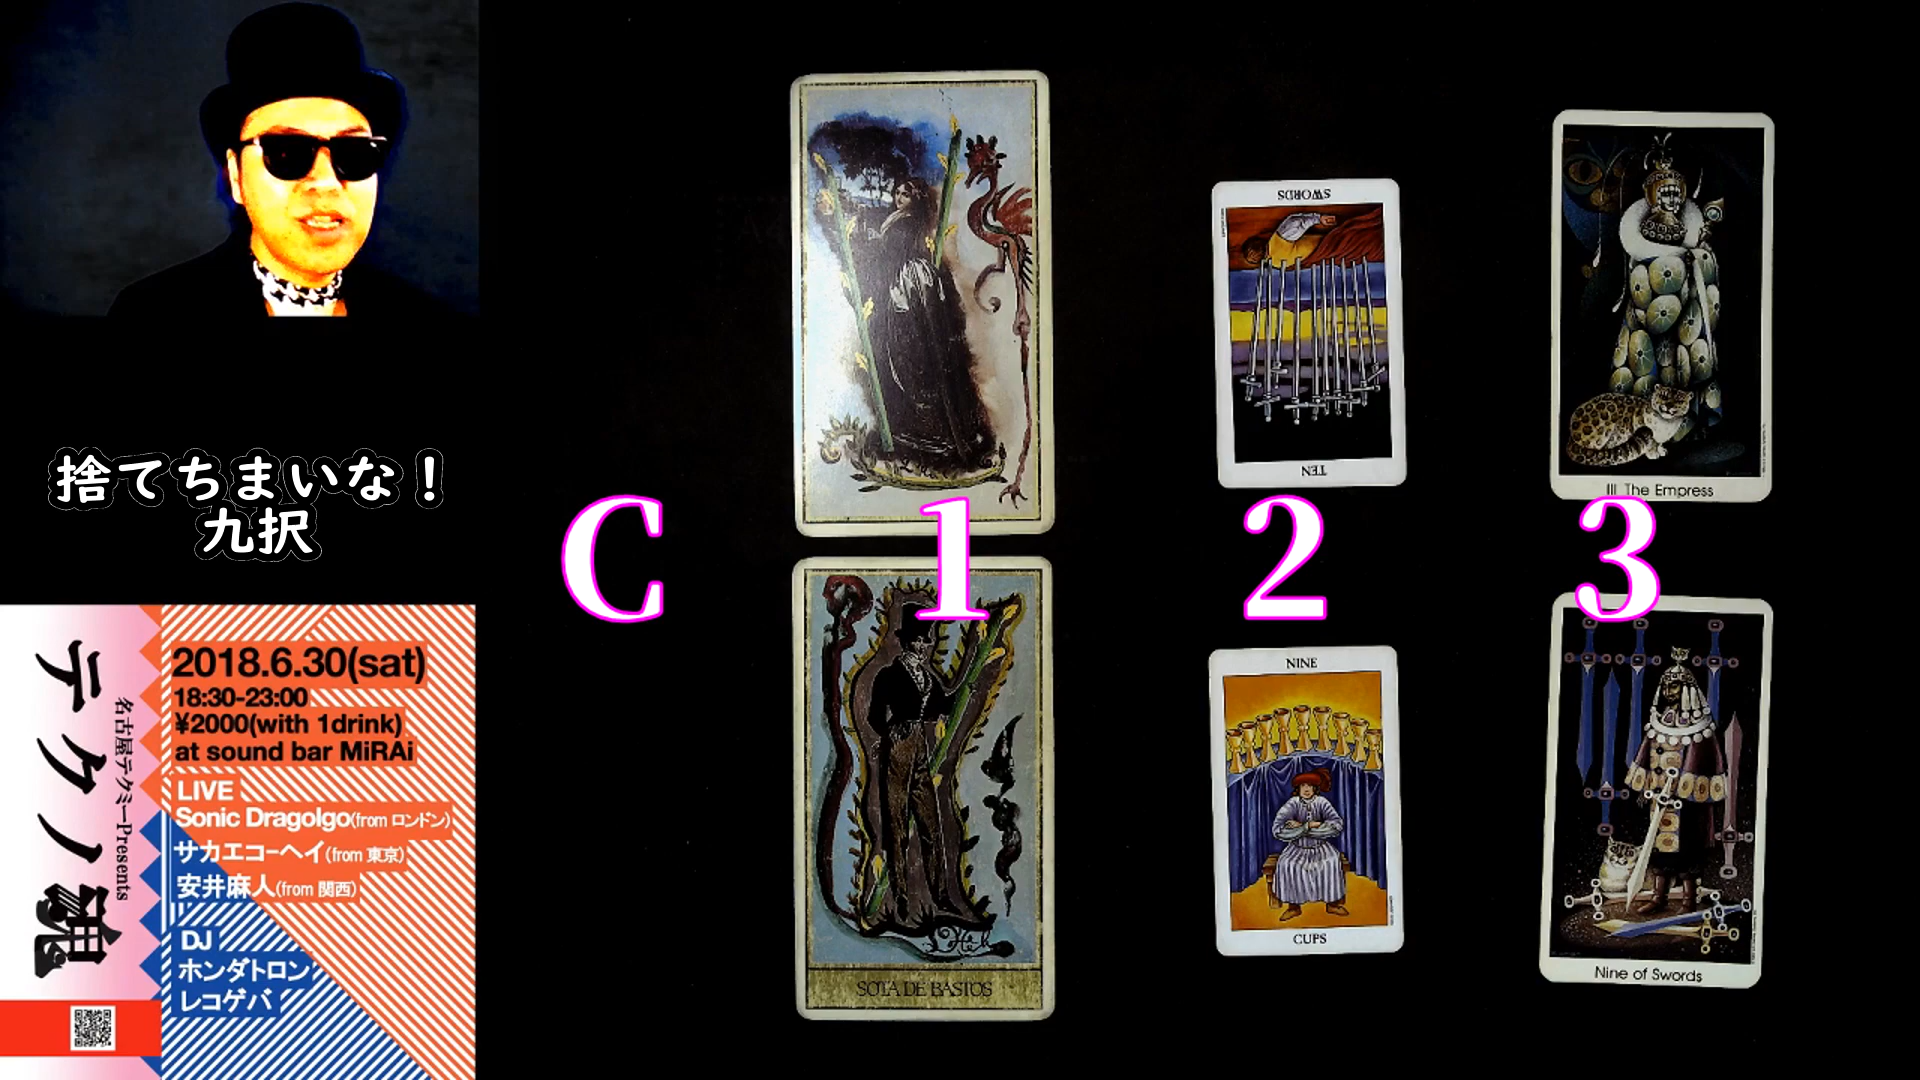 捨てちまいな！
九択
テクノ魂
名古屋テクミーPresents
2018.6.30(sat)
18:30-23:00
¥2000(with 1drink)
at sound bar MiRAi
LIVE
Sonic Dragolgo(from ロンドン)
サカエコーヘイ(from 東京)
安井麻人(from 関西)
DJ
ホンダトロン
レコゲバ
C
1
2
3
SOTA DE BASTOS
SWORDS
TEN
NINE
CUPS
III The Empress
Nine of Swords